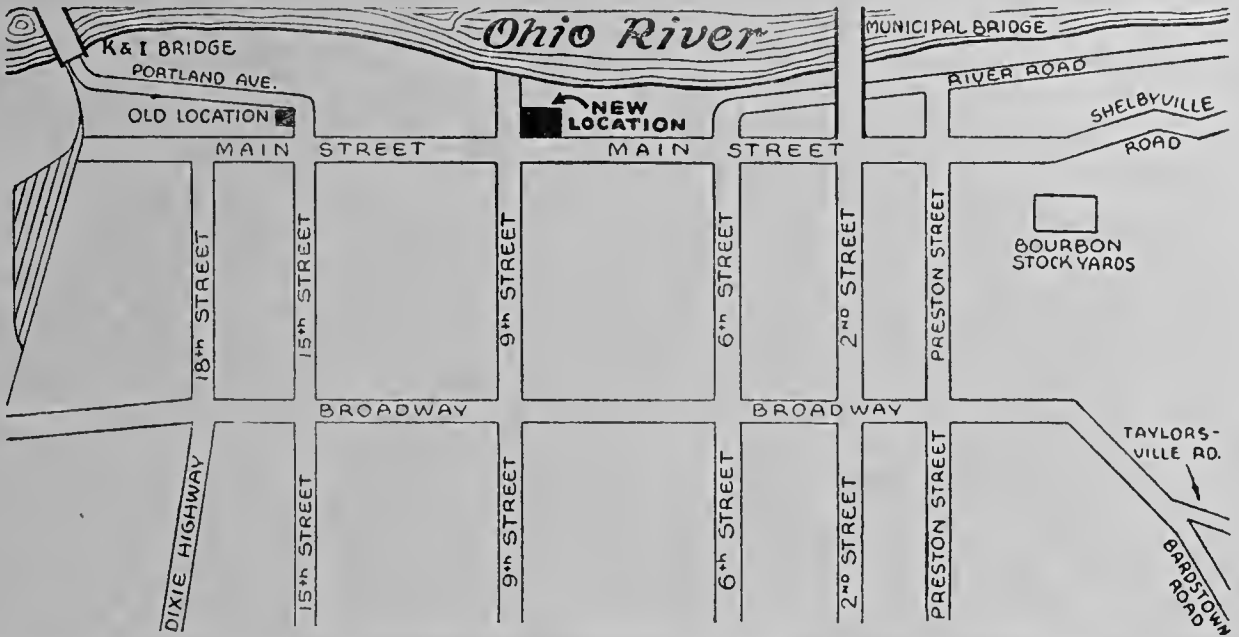 Ohio River
MUNICIPAL BRIDGE
K & I BRIDGE
PORTLAND AVE.
RIVER ROAD
OLD LOCATION
NEW
LOCATION
SHELBYVILLE
ROAD
MAIN STREET
MAIN STREET
18th STREET
15th STREET
9th STREET
6th STREET
2ND STREET
PRESTON STREET
BOURBON
STOCK YARDS
BROADWAY
BROADWAY
TAYLORS-
VILLE RD.
DIXIE HIGHWAY
15th STREET
9th STREET
6th STREET
2ND STREET
PRESTON STREET
BARDSTOWN
ROAD